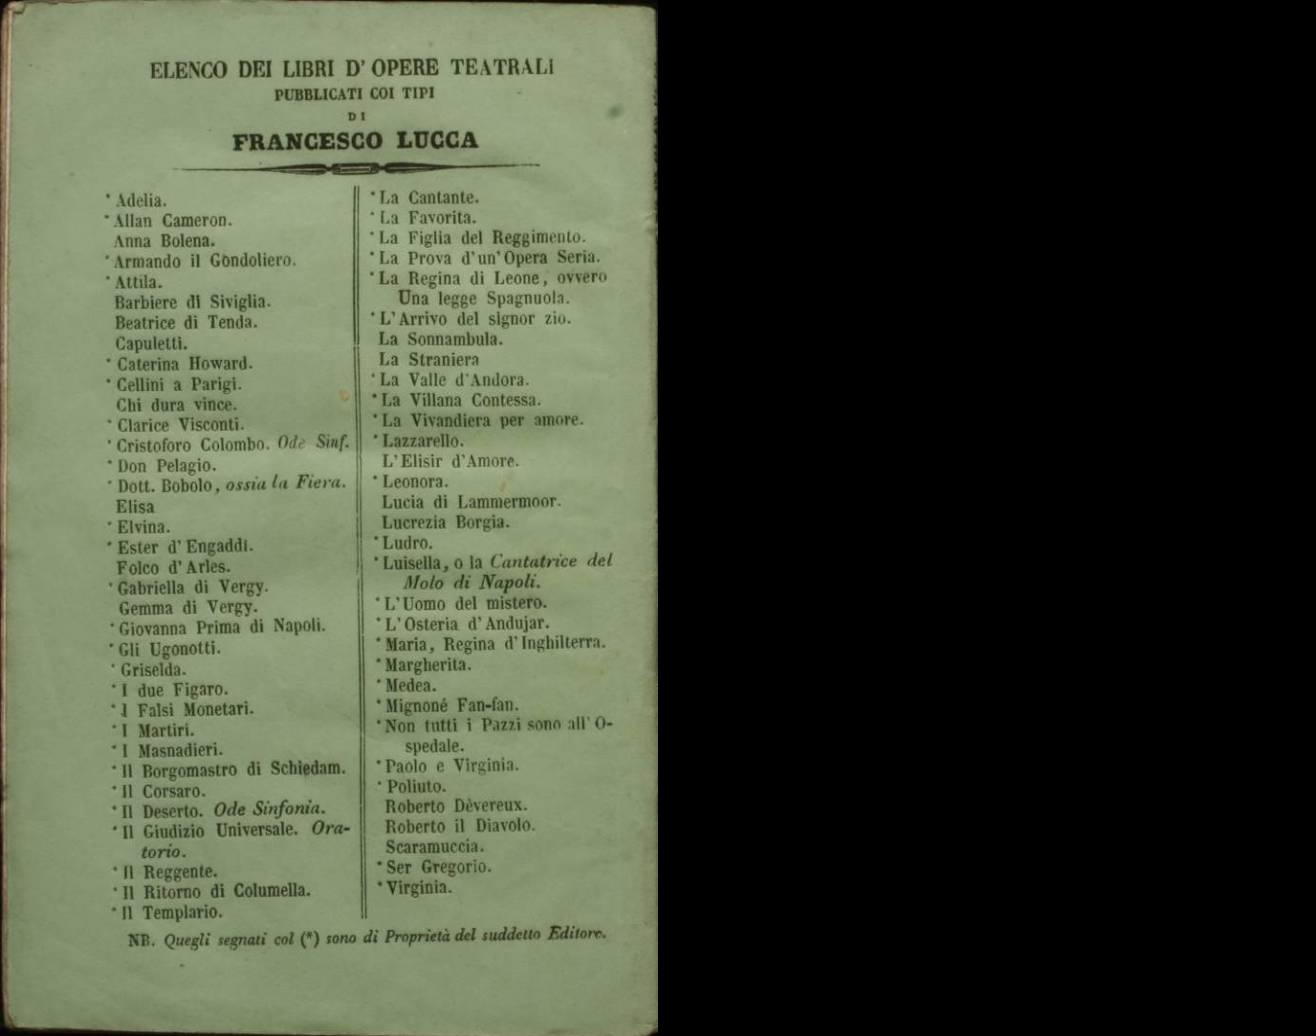 ELENCO DEI LIBRI D'OPERE TEATRALI
PUBBLICATI COI TIPI
DI
FRANCESCO LUCCA
* Adelia.
* Allan Cameron.
Anna Bolena.
* Armando il Gondoliero.
* Attila.
Barbiere di Siviglia.
Beatrice di Tenda.
Capuletti.
* Caterina Howard.
* Cellini a Parigi.
Chi dura vince.
* Clarice Visconti.
* Cristoforo Colombo. Ode Sinf.
* Don Pelagio.
* Dott. Bobolo, ossia la Fiera.
Elisa
* Elvina.
* Ester d'Engaddi.
Folco d'Arles.
* Gabriella di Vergy.
Gemma di Vergy.
* Giovanna Prima di Napoli.
* Gli Ugonotti.
* Griselda.
* I due Figaro.
* I Falsi Monetari.
* I Martiri.
* I Masnadieri.
* Il Borgomastro di Schiedam.
* Il Corsaro.
* Il Deserto. Ode Sinfonia.
* Il Giudizio Universale. Ora-
torio.
* Il Reggente.
* Il Ritorno di Columella.
* Il Templario.
* La Cantante.
* La Favorita.
* La Figlia del Reggimento.
* La Prova d'un'Opera Seria.
* La Regina di Leone, ovvero
Una legge Spagnuola.
* L'Arrivo del signor zio.
La Sonnambula.
La Straniera
* La Valle d'Andora.
* La Villana Contessa.
* La Vivandiera per amore.
* Lazzarello.
L'Elisir d'Amore.
* Leonora.
Lucia di Lammermoor.
Lucrezia Borgia.
* Ludro.
* Luisella, o la Cantatrice del
Molo di Napoli.
* L'Uomo del mistero.
* L'Osteria d'Andujar.
* Maria, Regina d'Inghilterra.
* Margherita.
* Medea.
* Mignoné Fan-fan.
* Non tutti i Pazzi sono all'O-
spedale.
* Paolo e Virginia.
* Poliuto.
Roberto Dèvereux.
Roberto il Diavolo.
Scaramuccia.
* Ser Gregorio.
* Virginia.
NB. Quegli segnati col (*) sono di Proprietà del suddetto Editore.